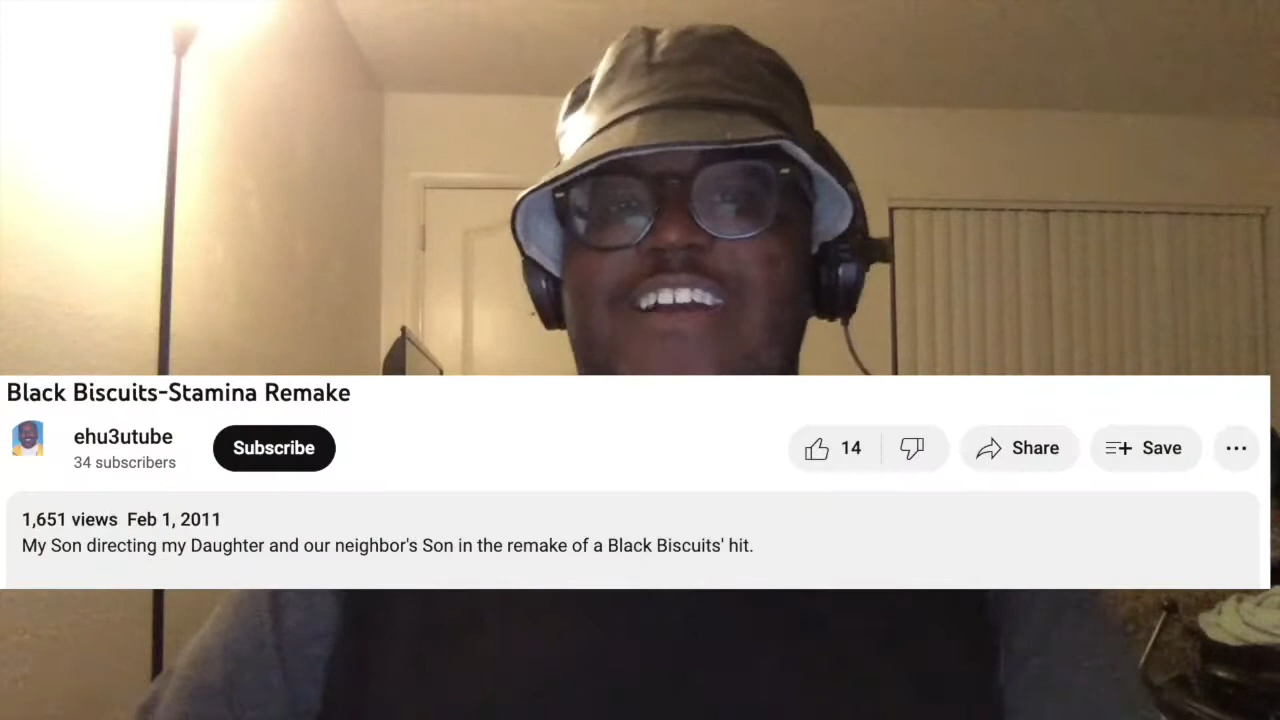 Black Biscuits-Stamina Remake
ehu3utube
Subscribe
34 subscribers
14
Share
Save
1,651 views Feb 1, 2011
My Son directing my Daughter and our neighbor's Son in the remake of a Black Biscuits' hit.